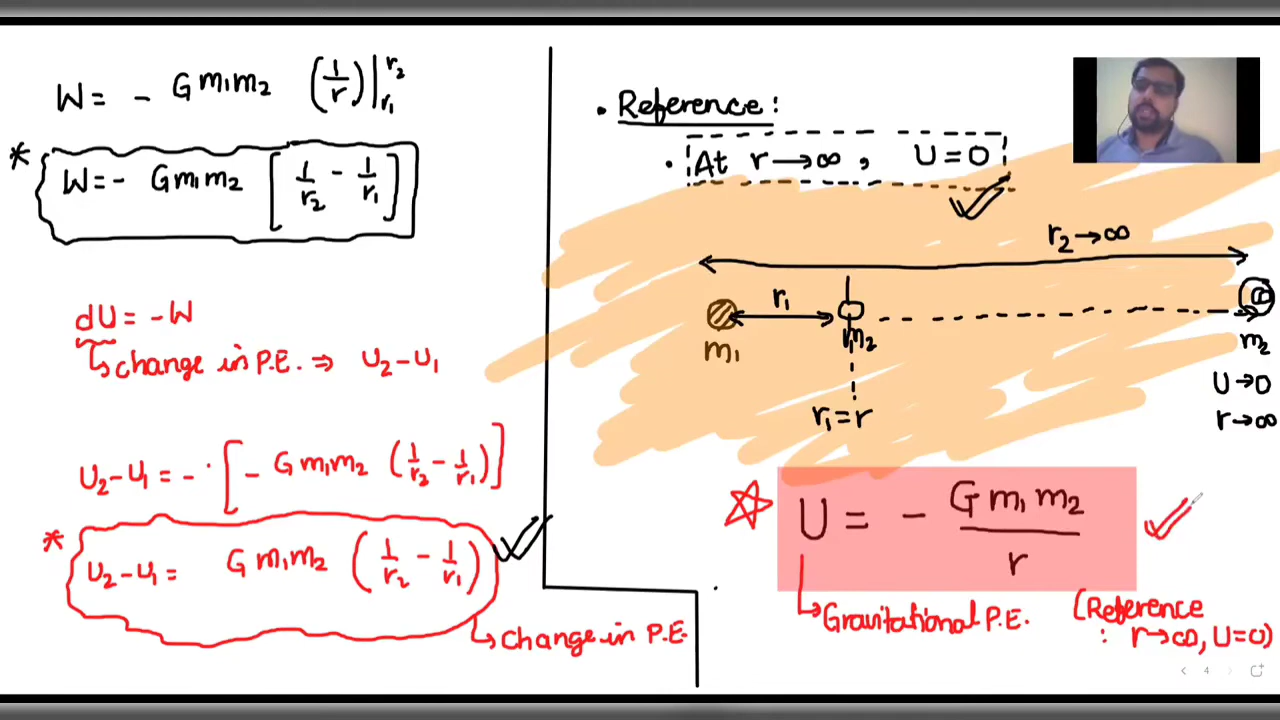 W = - Gm₁m₂ (1/r)|r₂ r₁
* W = - Gm₁m₂ [1/r₂ - 1/r₁]
dU = -W
↳ change in P.E. ⇒ U₂ - U₁
U₂ - U₁ = - · [- Gm₁m₂ (1/r₂ - 1/r₁)]
* U₂ - U₁ = Gm₁m₂ (1/r₂ - 1/r₁)
↳ Change in P.E.
• Reference :
• At r → ∞ , U = 0
r₂ → ∞
r₁
m₁
m₂
r₁ = r
m₂
U → 0
r → ∞
U = - Gm₁m₂/r
↳ Gravitational P.E.
(Reference
: r → ∞, U = 0)
< 4 >